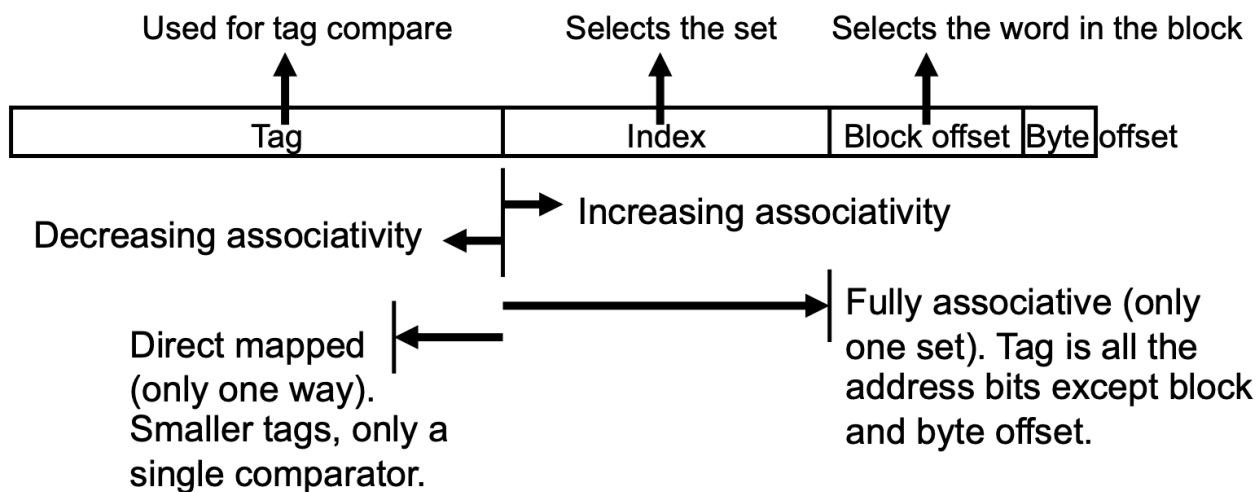 Used for tag compare
Selects the set
Selects the word in the block
Tag
Index
Block offset
Byte offset
Increasing associativity
Decreasing associativity
Fully associative (only
one set). Tag is all the
address bits except block
and byte offset.
Direct mapped
(only one way).
Smaller tags, only a
single comparator.